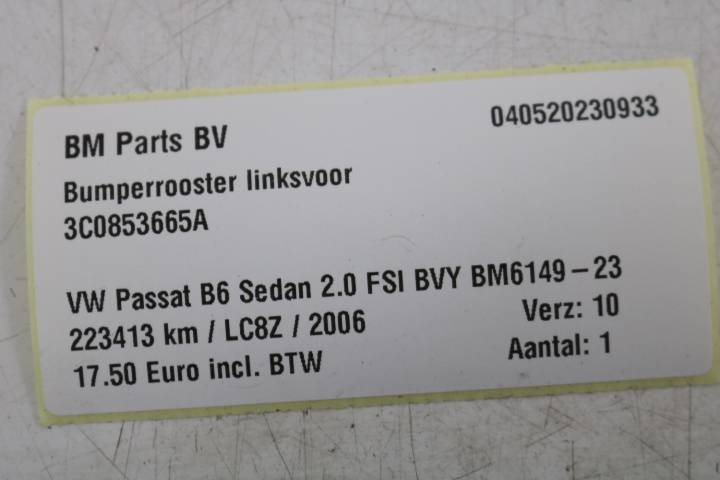 BM Parts BV 040520230933
Bumperrooster linksvoor
3C0853665A
VW Passat B6 Sedan 2.0 FSI BVY BM6149-23
223413 km / LC8Z / 2006 Verz: 10
17.50 Euro incl. BTW Aantal: 1